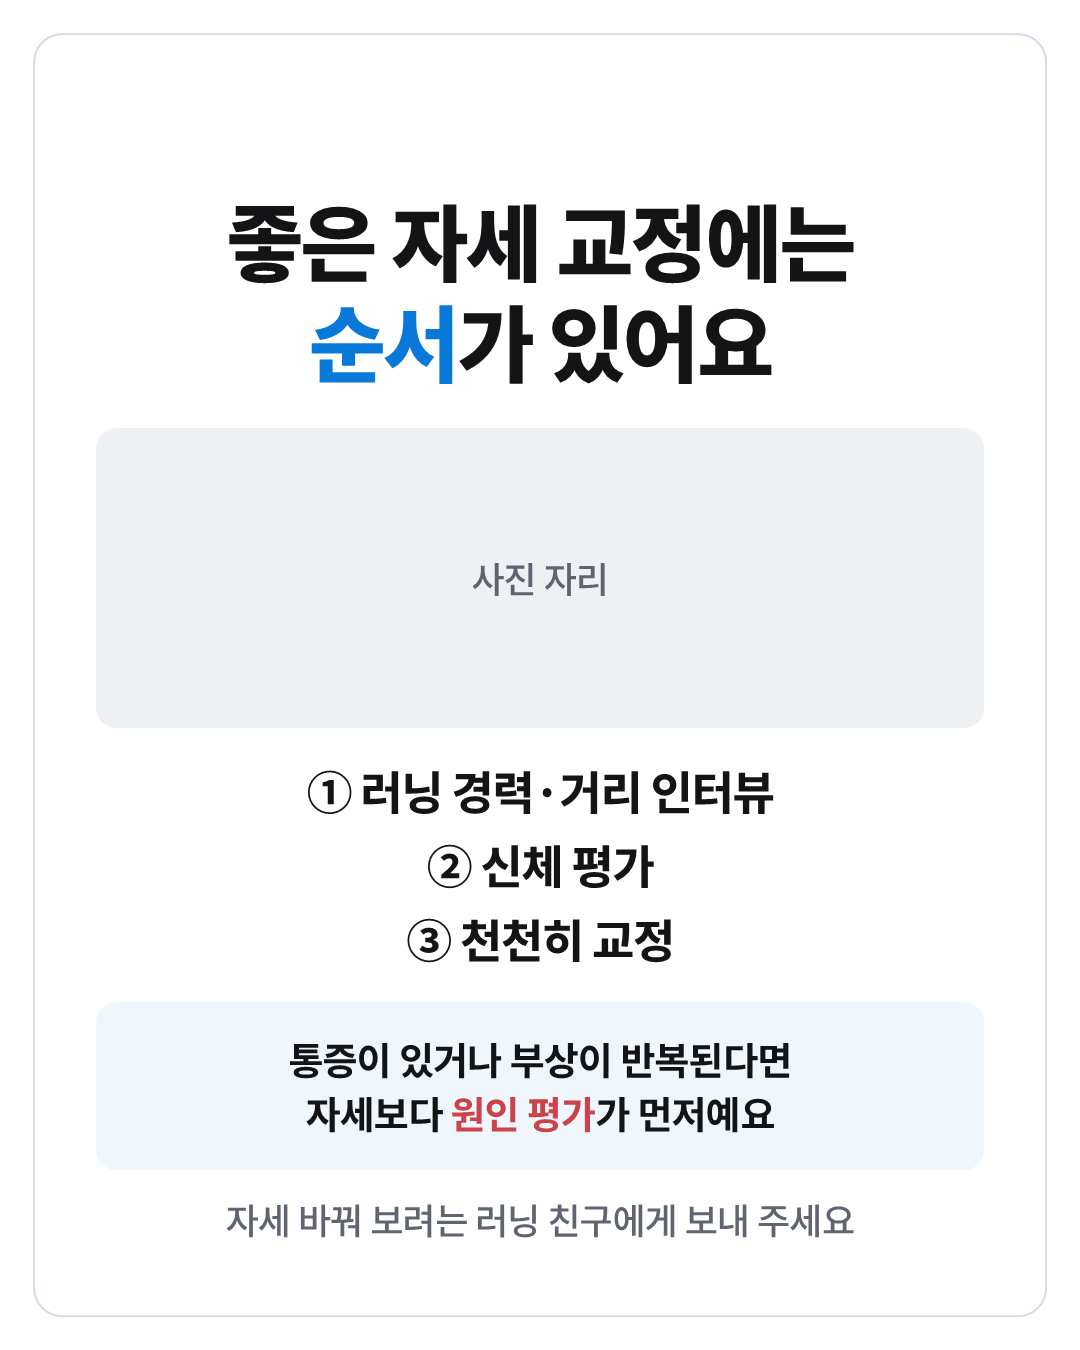 좋은 자세 교정에는
순서가 있어요
사진 자리
① 러닝 경력·거리 인터뷰
② 신체 평가
③ 천천히 교정
통증이 있거나 부상이 반복된다면
자세보다 원인 평가가 먼저예요
자세 바꿔 보려는 러닝 친구에게 보내 주세요